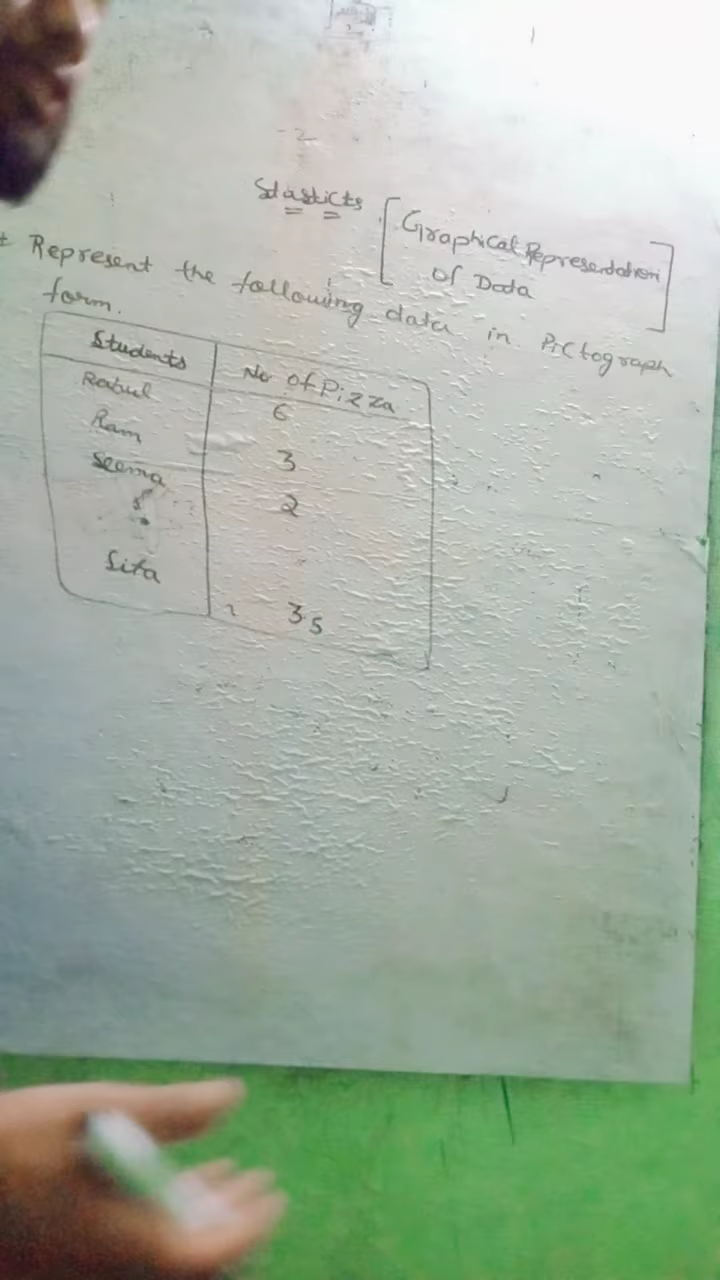 Stasticts [Graphical Representation
of Data]
Represent the following data in Pictograph
form.
Students No of Pizza
Rahul 6
Ram 3
Seema 2
Sita 3.5